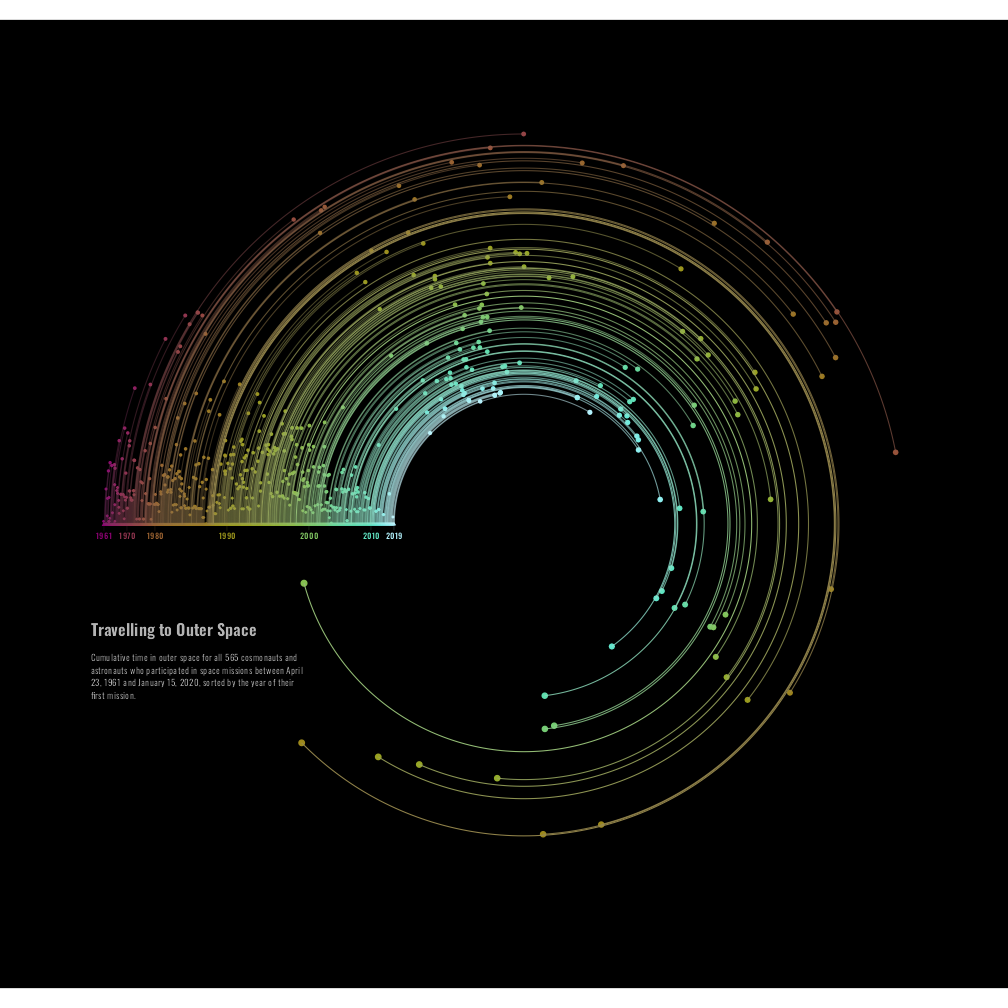 1961 1970 1980 1990 2000 2010 2019
Travelling to Outer Space
Cumulative time in outer space for all 565 cosmonauts and
astronauts who participated in space missions between April
23, 1961 and January 15, 2020, sorted by the year of their
first mission.